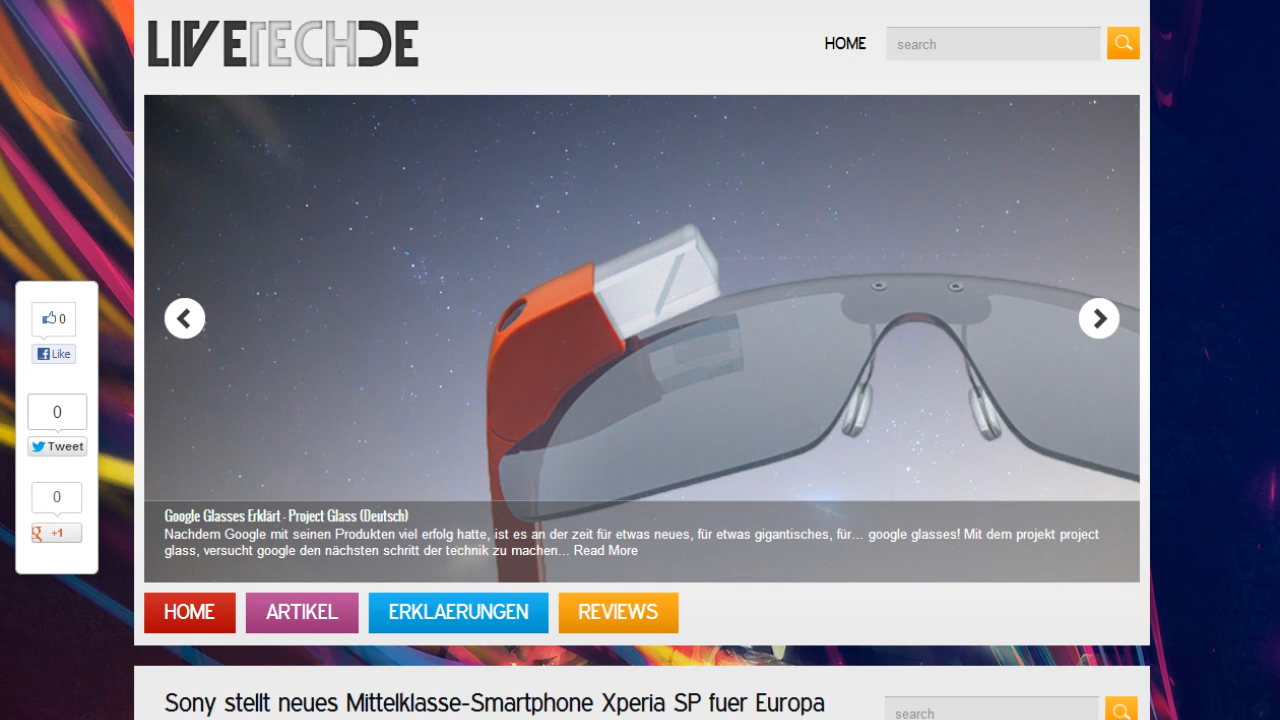 LIVETECHDE
HOME
search
0
Like
0
Tweet
0
+1
Google Glasses Erklärt - Project Glass (Deutsch)
Nachdem Google mit seinen Produkten viel erfolg hatte, ist es an der zeit für etwas neues, für etwas gigantisches, für... google glasses! Mit dem projekt project
glass, versucht google den nächsten schritt der technik zu machen... Read More
HOME
ARTIKEL
ERKLAERUNGEN
REVIEWS
Sony stellt neues Mittelklasse-Smartphone Xperia SP fuer Europa
search